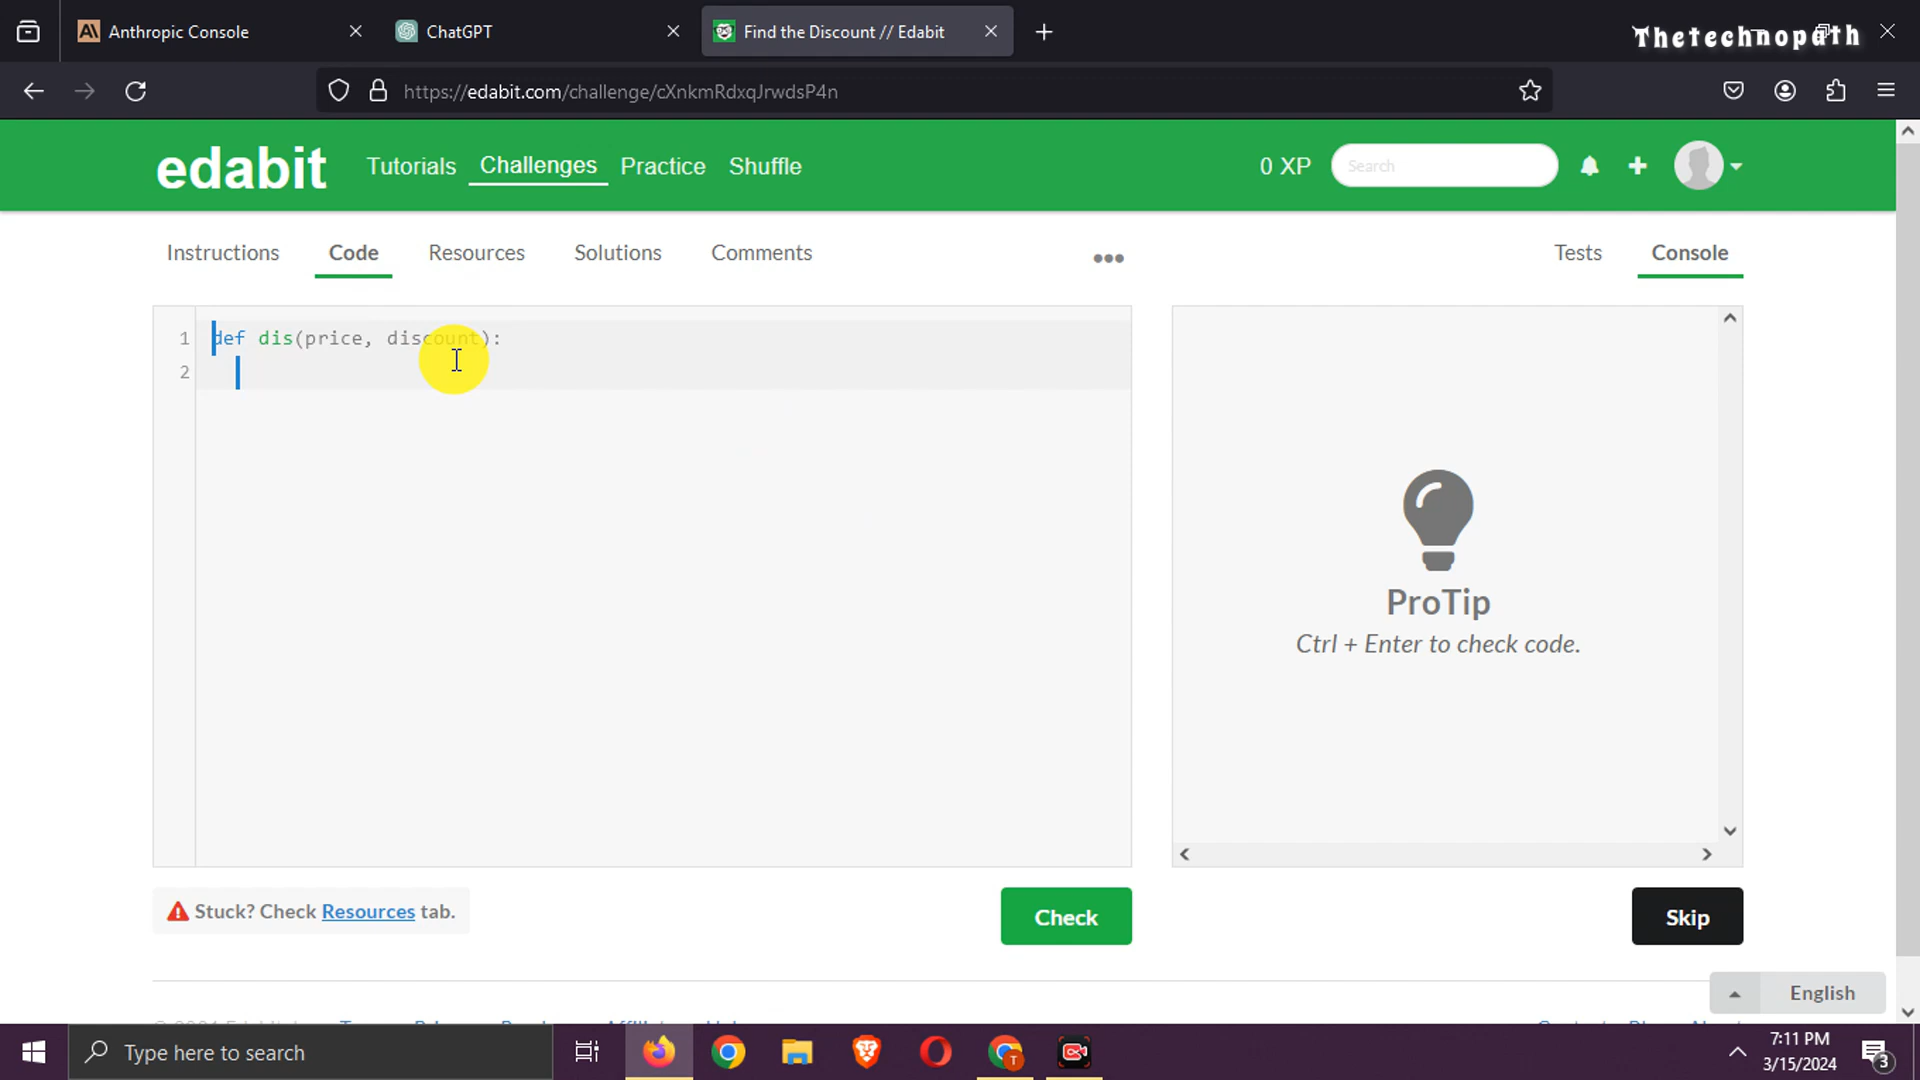 Anthropic Console
ChatGPT
Find the Discount // Edabit
Thetechnopath
https://edabit.com/challenge/cXnkmRdxqJrwdsP4n
edabit
Tutorials
Challenges
Practice
Shuffle
0 XP
Search
Instructions
Code
Resources
Solutions
Comments
Tests
Console
1 def dis(price, discount):
2
ProTip
Ctrl + Enter to check code.
Stuck? Check Resources tab.
Check
Skip
English
Type here to search
7:11 PM
3/15/2024
3